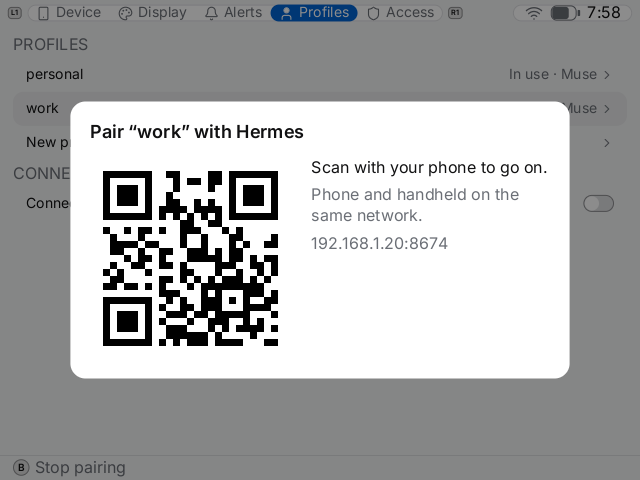 L1 Device Display Alerts Profiles Access R1 7:58
PROFILES
personal In use · Muse
work Muse
New p
CONNE
Conne
Pair “work” with Hermes
Scan with your phone to go on.
Phone and handheld on the
same network.
192.168.1.20:8674
B Stop pairing